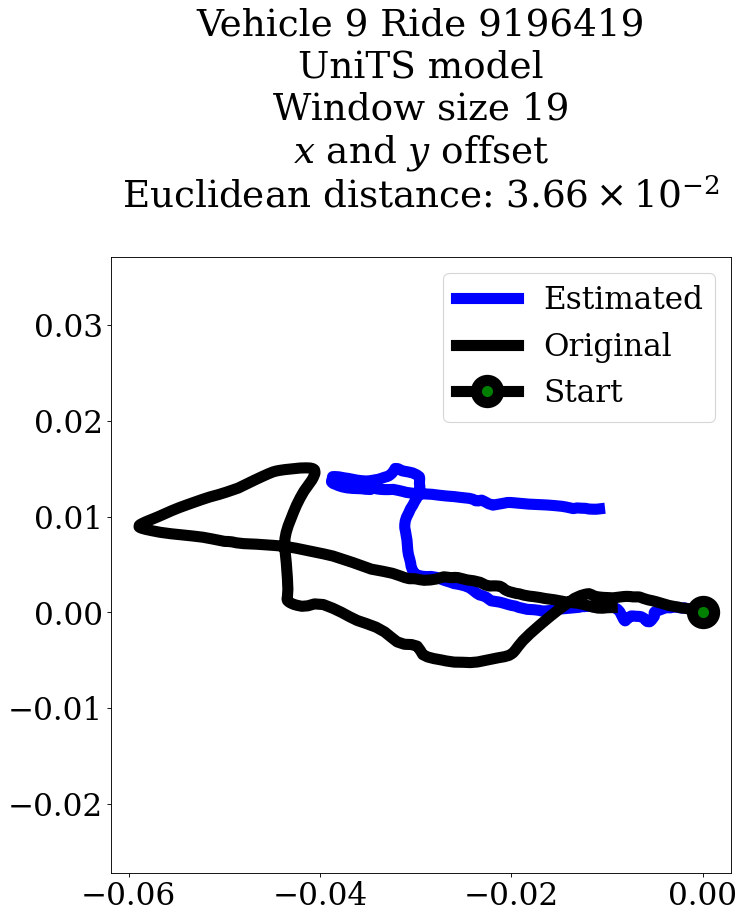 Vehicle 9 Ride 9196419
UniTS model
Window size 19
x and y offset
Euclidean distance: 3.66 × 10⁻²
Estimated
Original
Start
0.03
0.02
0.01
0.00
−0.01
−0.02
−0.06 −0.04 −0.02 0.00